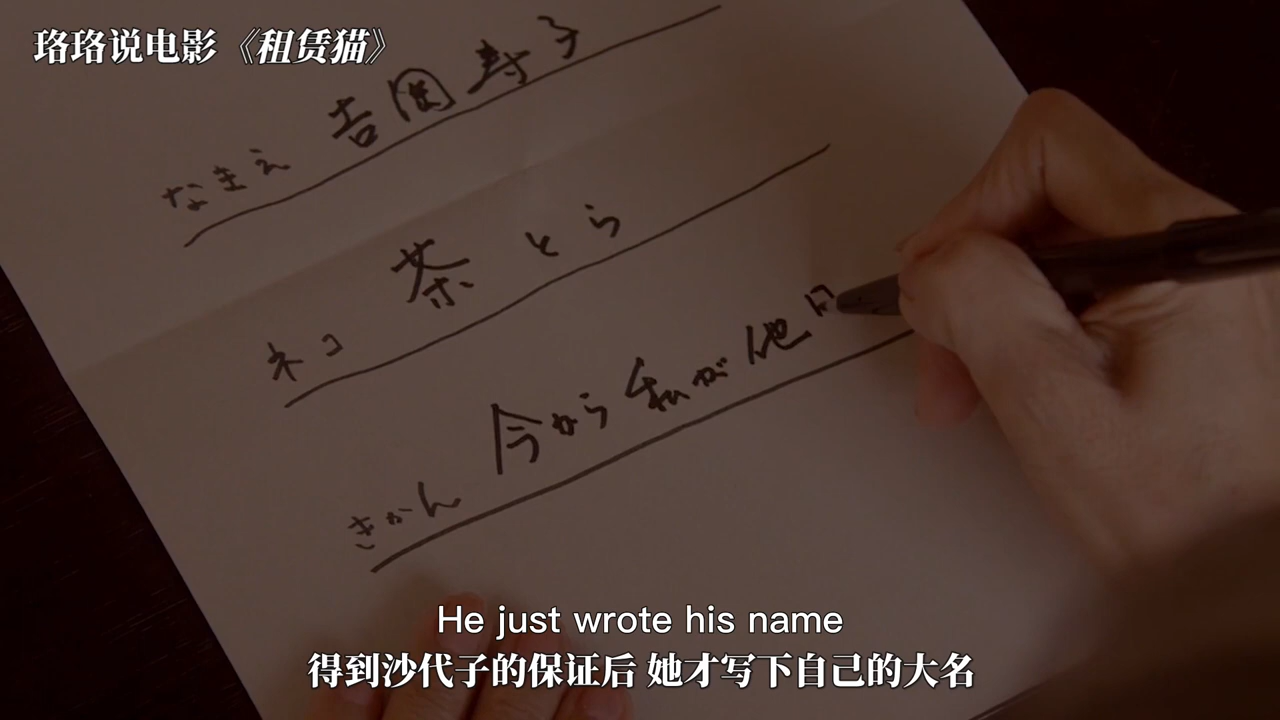 珞珞说电影《租赁猫》
なまえ 吉岡寿子
ネコ 茶とら
きかん 今から私が他
He just wrote his name
得到沙代子的保证后 她才写下自己的大名